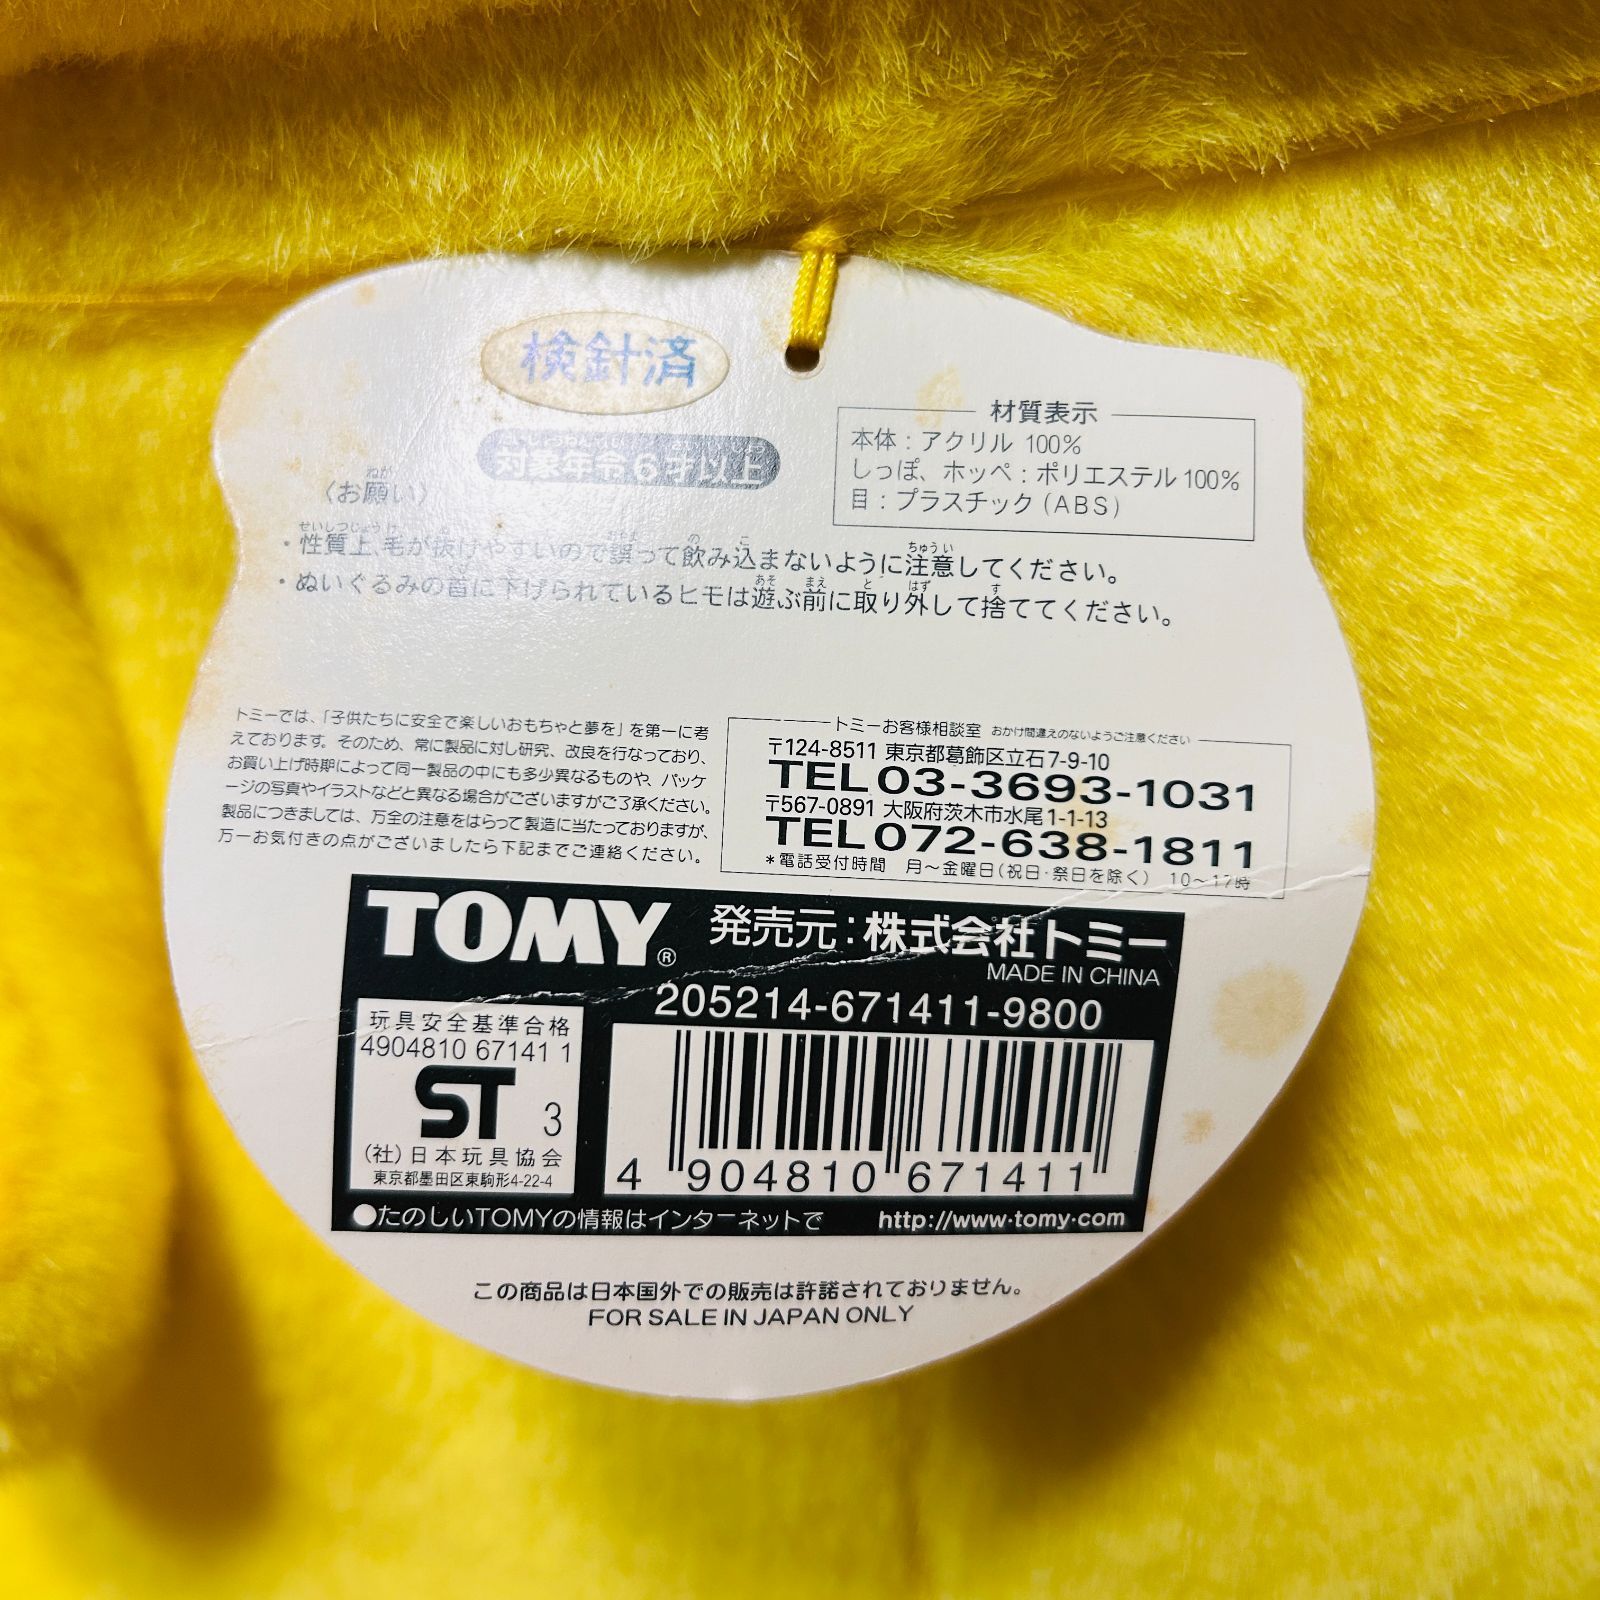 検針済
対象年令6才以上
材質表示
本体：アクリル 100%
しっぽ、ホッペ：ポリエステル100%
目：プラスチック（ABS）
〈お願い〉
・性質上、毛が抜けやすいので誤って飲み込まないように注意してください。
・ぬいぐるみの首に下げられているヒモは遊ぶ前に取り外して捨ててください。
トミーでは、「子供たちに安全で楽しいおもちゃと夢を」を第一に考
えております。そのため、常に製品に対し研究、改良を行なっており、
お買い上げ時期によって同一製品の中にも多少異なるものや、パッケ
ージの写真やイラストなどと異なる場合がございますがご了承ください。
製品につきましては、万全の注意をはらって製造に当たっておりますが、
万一お気付きの点がございましたら下記までご連絡ください。
トミーお客様相談室 おかけ間違えのないようご注意ください
〒124-8511 東京都葛飾区立石7-9-10
TEL03-3693-1031
〒567-0891 大阪府茨木市水尾1-1-13
TEL072-638-1811
*電話受付時間 月～金曜日（祝日・祭日を除く） 10～17時
TOMY® 発売元：株式会社トミー
MADE IN CHINA
205214-671411-9800
玩具安全基準合格
4904810 67141 1
ST 3
（社）日本玩具協会
東京都墨田区東駒形4-22-4
4 904810 671411
●たのしいTOMYの情報はインターネットで http://www.tomy.com
この商品は日本国外での販売は許諾されておりません。
FOR SALE IN JAPAN ONLY